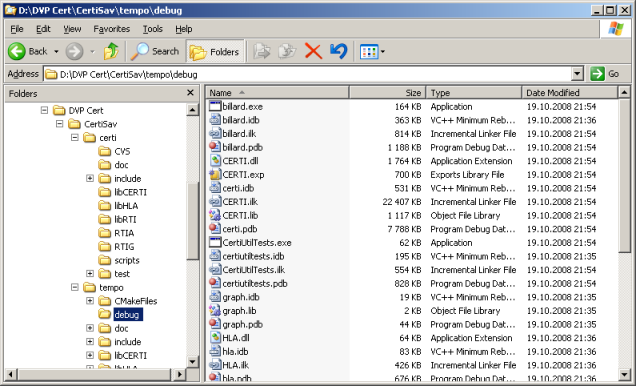 D:\DVP Cert\CertiSav\tempo\debug
File Edit View Favorites Tools Help
Back Search Folders
Address D:\DVP Cert\CertiSav\tempo\debug Go
Folders
DVP Cert
CertiSav
certi
CVS
doc
include
libCERTI
libHLA
libRTI
RTIA
RTIG
scripts
test
tempo
CMakeFiles
debug
doc
include
libCERTI
libHLA
Name Size Type Date Modified
billard.exe 164 KB Application 19.10.2008 21:54
billard.idb 363 KB VC++ Minimum Reb... 19.10.2008 21:36
billard.ilk 814 KB Incremental Linker File 19.10.2008 21:54
billard.pdb 1 188 KB Program Debug Dat... 19.10.2008 21:54
CERTI.dll 1 764 KB Application Extension 19.10.2008 21:54
CERTI.exp 700 KB Exports Library File 19.10.2008 21:54
certi.idb 531 KB VC++ Minimum Reb... 19.10.2008 21:54
CERTI.ilk 22 407 KB Incremental Linker File 19.10.2008 21:54
CERTI.lib 1 117 KB Object File Library 19.10.2008 21:54
certi.pdb 7 788 KB Program Debug Dat... 19.10.2008 21:54
CertiUtilTests.exe 62 KB Application 19.10.2008 21:54
certiutiltests.idb 195 KB VC++ Minimum Reb... 19.10.2008 21:35
CertiUtilTests.ilk 554 KB Incremental Linker File 19.10.2008 21:54
certiutiltests.pdb 828 KB Program Debug Dat... 19.10.2008 21:54
graph.idb 19 KB VC++ Minimum Reb... 19.10.2008 21:35
graph.lib 2 KB Object File Library 19.10.2008 21:35
graph.pdb 44 KB Program Debug Dat... 19.10.2008 21:35
HLA.dll 64 KB Application Extension 19.10.2008 21:36
hla.idb 83 KB VC++ Minimum Reb... 19.10.2008 21:36
HLA.ilk 426 KB Incremental Linker File 19.10.2008 21:36
hla.pdb 676 KB Program Debug Dat... 19.10.2008 21:36